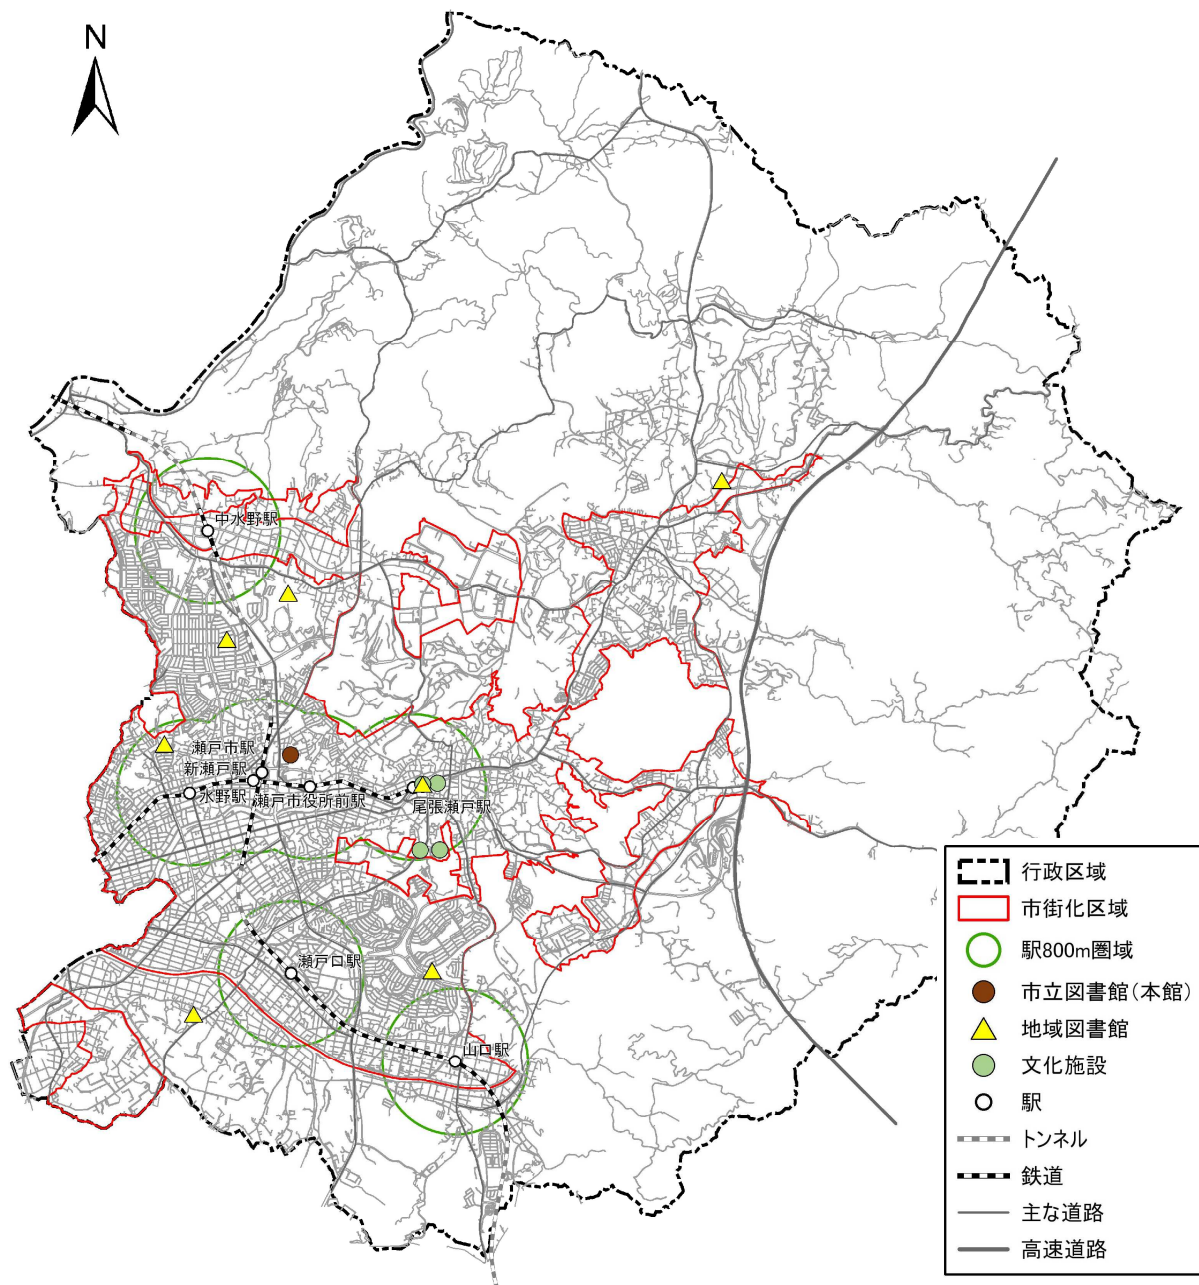 N
中水野駅
瀬戸市駅
新瀬戸駅
水野駅
瀬戸市役所前駅
尾張瀬戸駅
瀬戸口駅
山口駅
行政区域
市街化区域
駅800m圏域
市立図書館(本館)
地域図書館
文化施設
駅
トンネル
鉄道
主な道路
高速道路